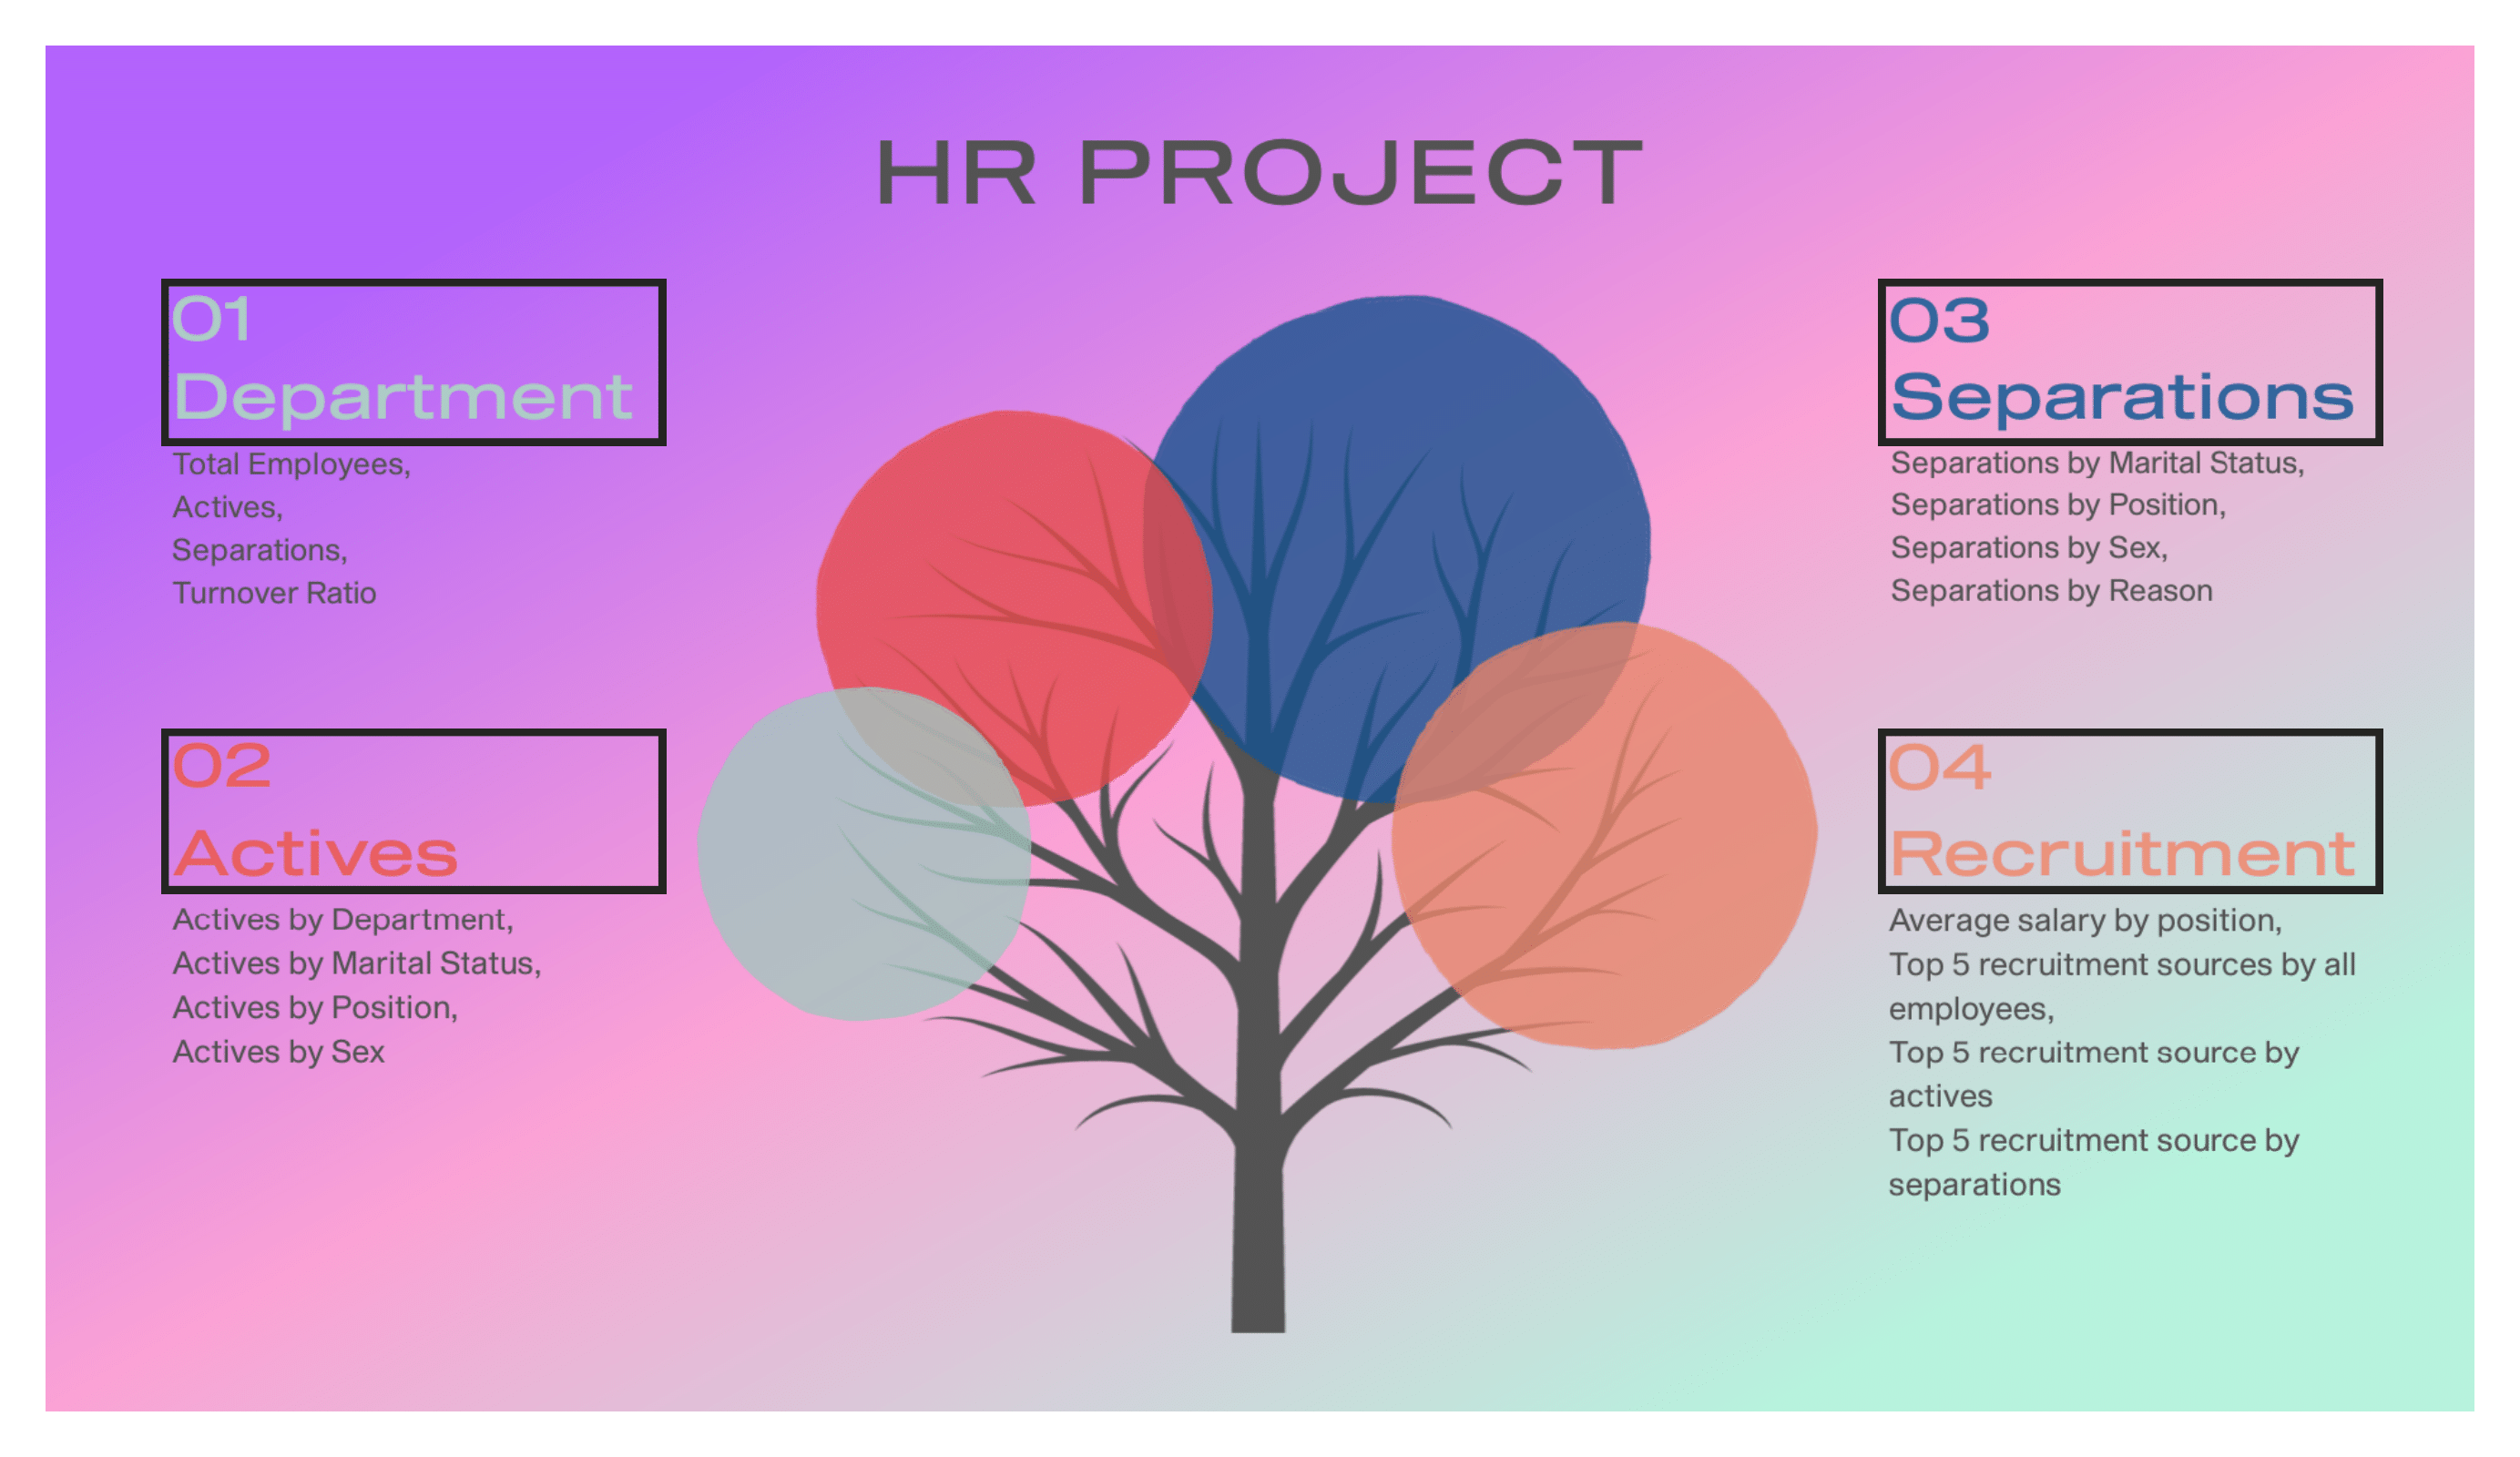 HR PROJECT
01
Department
Total Employees,
Actives,
Separations,
Turnover Ratio
02
Actives
Actives by Department,
Actives by Marital Status,
Actives by Position,
Actives by Sex
03
Separations
Separations by Marital Status,
Separations by Position,
Separations by Sex,
Separations by Reason
04
Recruitment
Average salary by position,
Top 5 recruitment sources by all
employees,
Top 5 recruitment source by
actives
Top 5 recruitment source by
separations